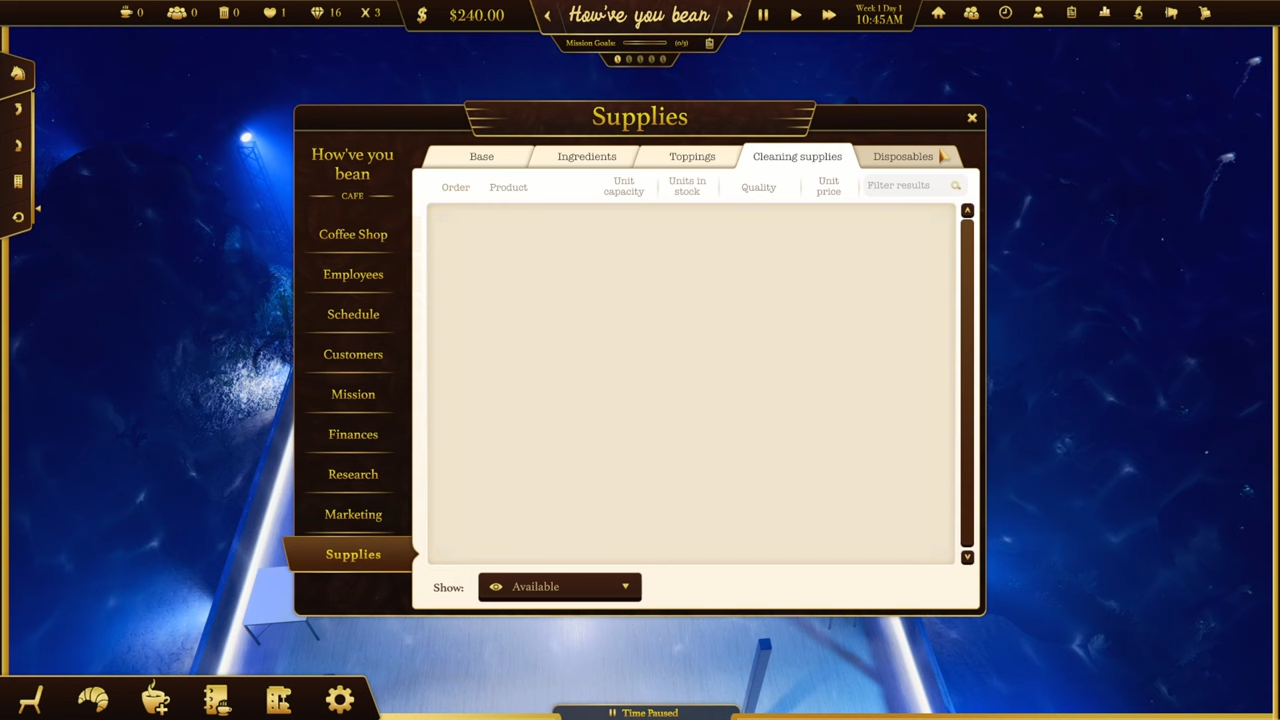 0 0 0 1 16 3 $ $240.00 How've you bean Week 1 Day 1
10:45AM
Mission Goals: (0/3)
Supplies
How've you
bean
CAFE
Coffee Shop
Employees
Schedule
Customers
Mission
Finances
Research
Marketing
Supplies
Base Ingredients Toppings Cleaning supplies Disposables
Order Product Unit capacity Units in stock Quality Unit price Filter results
Show: Available
Time Paused